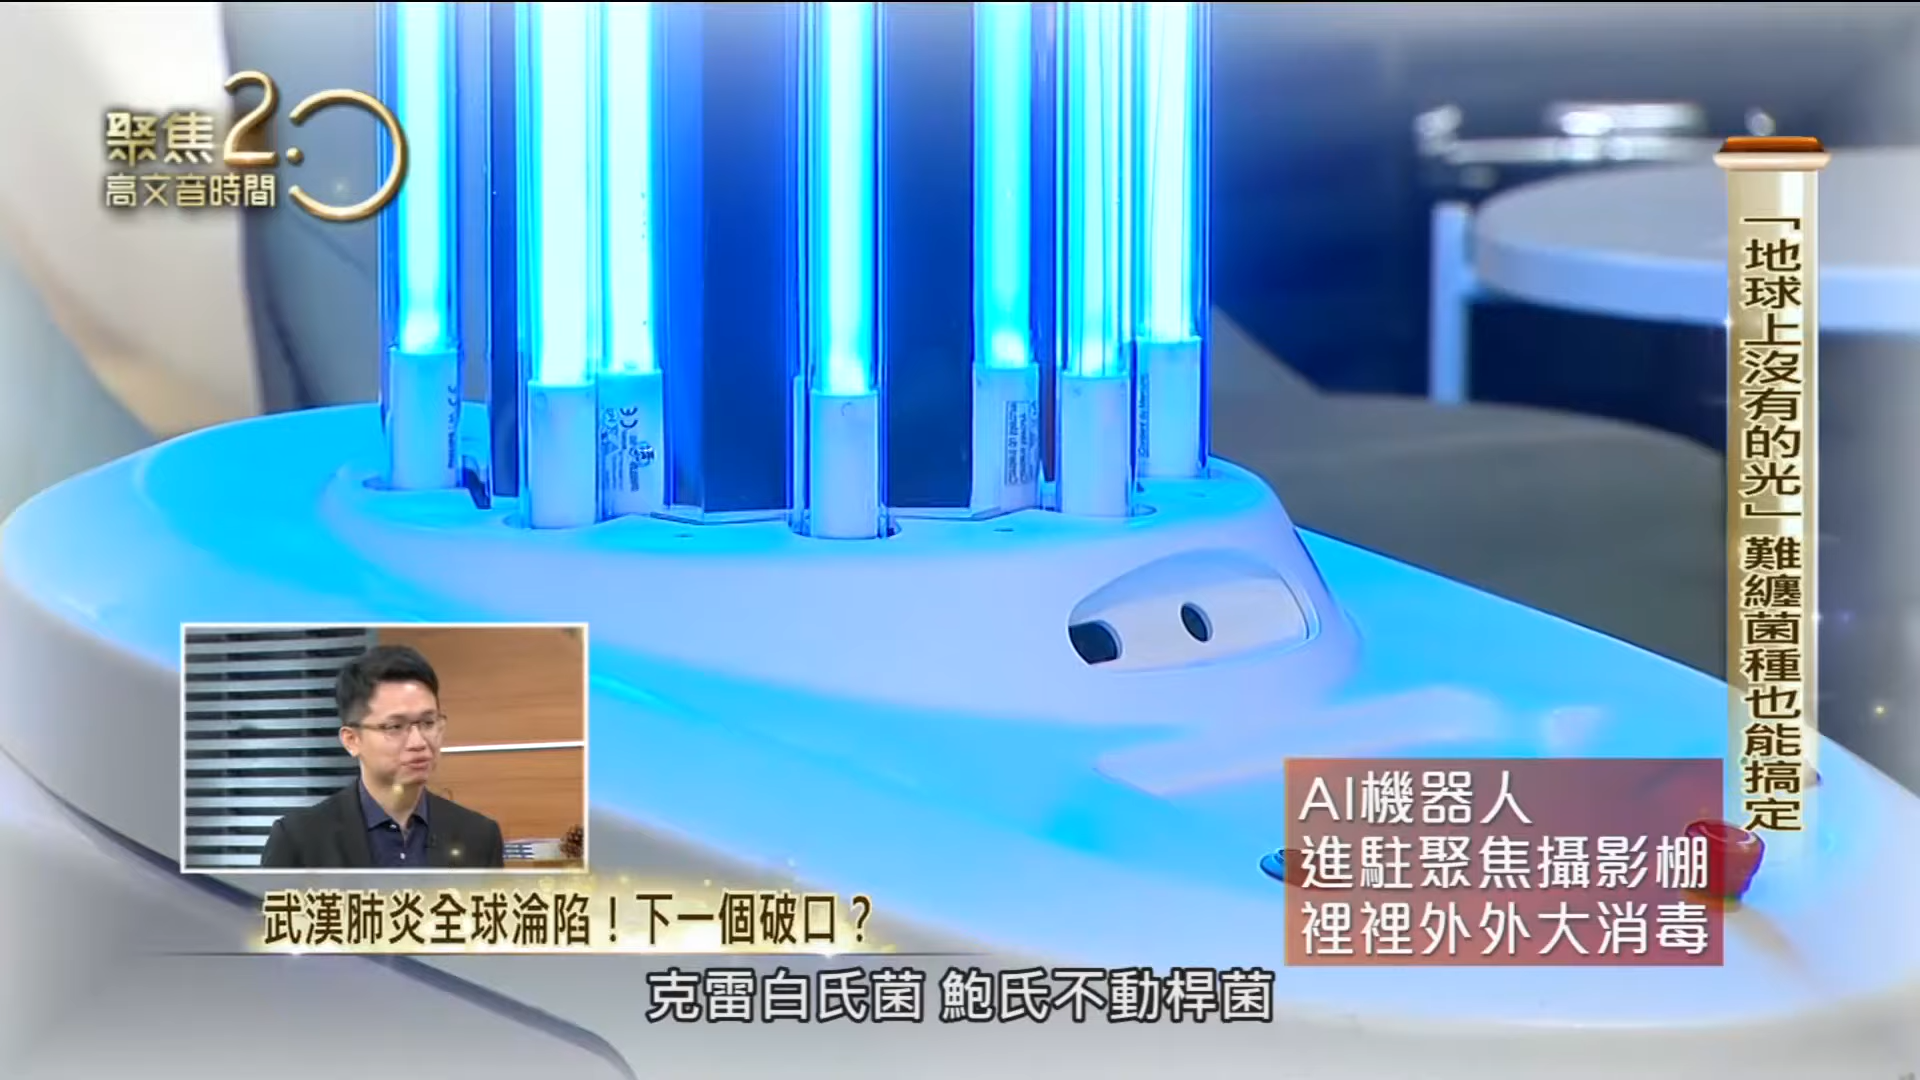 聚焦2.0
高文音時間
「地球上沒有的光」難纏菌種也能搞定
AI機器人
進駐聚焦攝影棚
裡裡外外大消毒
武漢肺炎全球淪陷！下一個破口？
克雷白氏菌 鮑氏不動桿菌